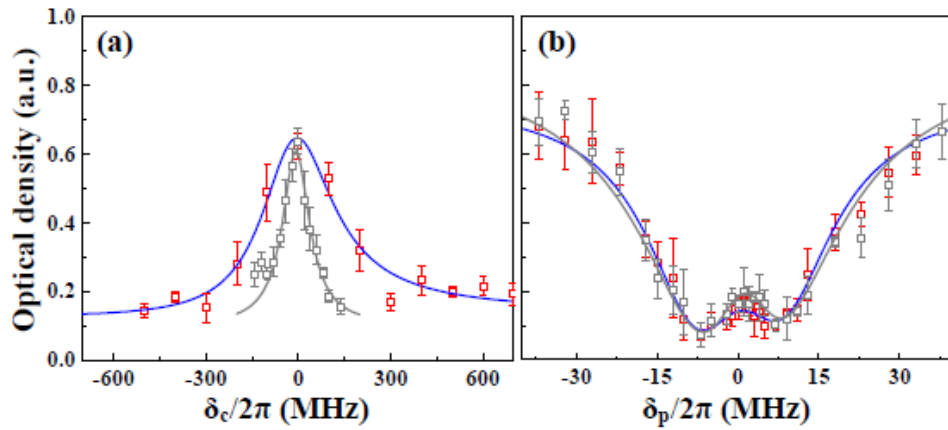 Optical density (a.u.)
1.0
0.8
0.6
0.4
0.2
0.0
(a)
-600 -300 0 300 600
δc/2π (MHz)
(b)
-30 -15 0 15 30
δp/2π (MHz)